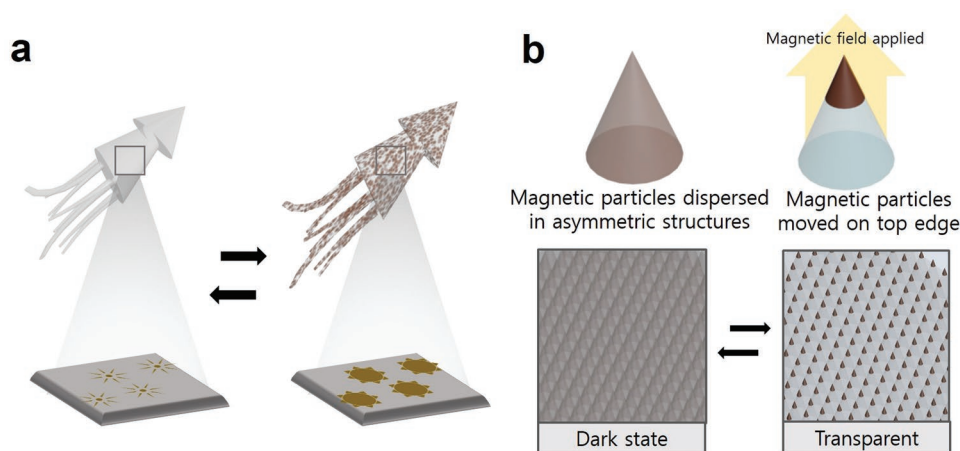 a
b
Magnetic field applied
Magnetic particles dispersed
in asymmetric structures
Magnetic particles
moved on top edge
Dark state
Transparent